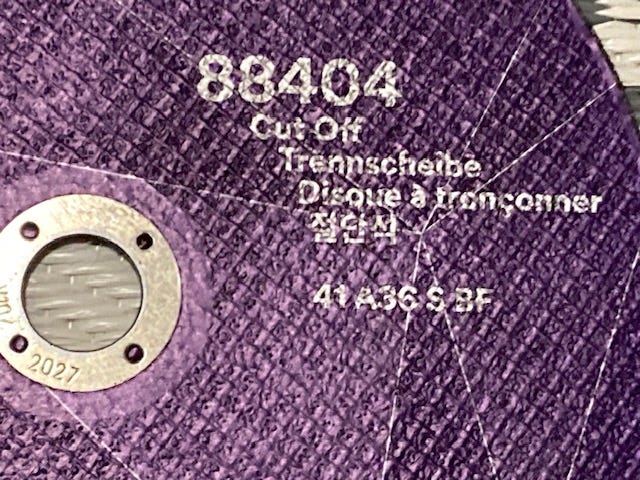 88404
Cut Off
Trennscheibe
Disque à tronçonner
절단석
41 A36 S BF
2027